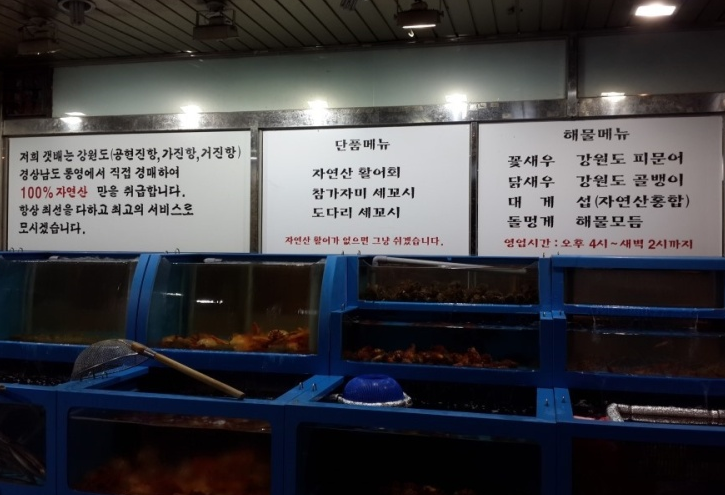 저희 갯배는 강원도(공현진항,가진항,거진항)
경상남도 통영에서 직접 경매하여
100% 자연산 만을 취급합니다.
항상 최선을 다하고 최고의 서비스로
모시겠습니다.
단품메뉴
자연산 활어회
참가자미 세꼬시
도다리 세꼬시
자연산 활어가 없으면 그냥 쉬겠습니다.
해물메뉴
꽃새우 강원도 피문어
닭새우 강원도 골뱅이
대 게 섭(자연산홍합)
돌멍게 해물모듬
영업시간 : 오후 4시~새벽 2시까지